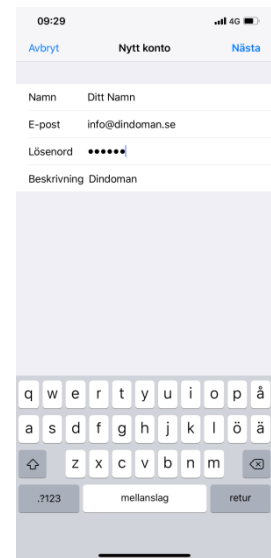 09:29 4G
Avbryt Nytt konto Nästa
Namn Ditt Namn
E-post info@dindoman.se
Lösenord ••••••
Beskrivning Dindoman
q w e r t y u i o p å
a s d f g h j k l ö ä
z x c v b n m
.?123 mellanslag retur